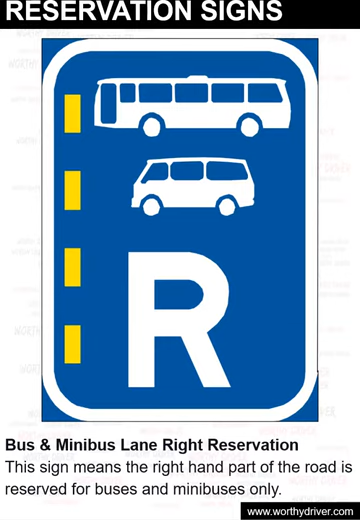 RESERVATION SIGNS
R
Bus & Minibus Lane Right Reservation
This sign means the right hand part of the road is
reserved for buses and minibuses only.
www.worthydriver.com